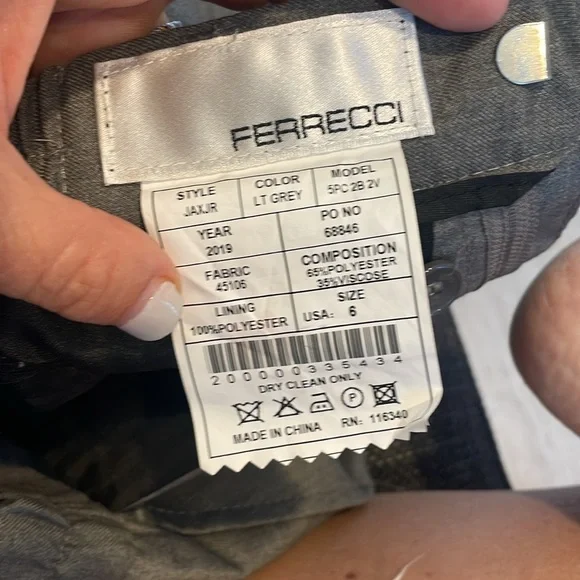 FERRECCI
STYLE COLOR MODEL
JAXJR LT GREY 5PC 2B 2V
YEAR PO NO
2019 68846
FABRIC COMPOSITION
45106 65%POLYESTER
35%VISCOSE
LINING SIZE
100%POLYESTER USA: 6
2000000335434
DRY CLEAN ONLY
P
MADE IN CHINA RN: 116340